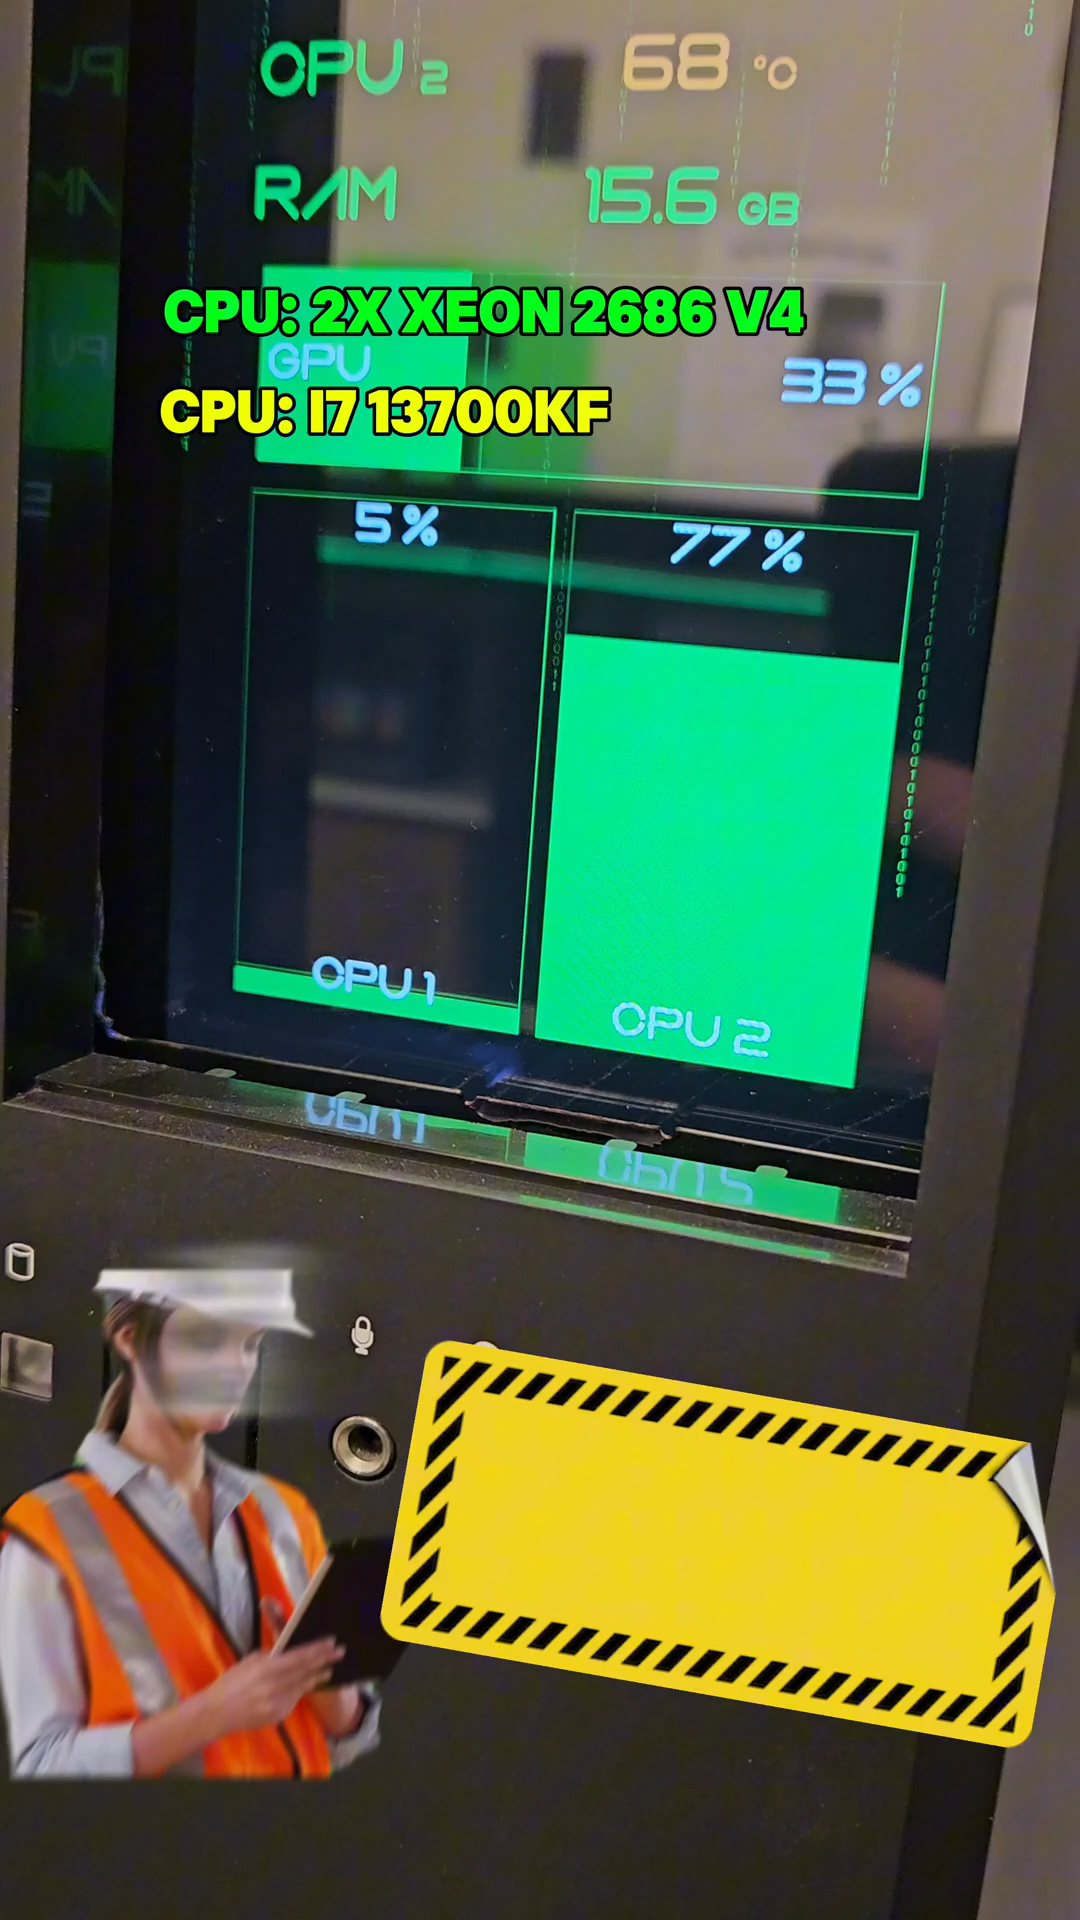 CPU 2 68 °C
RAM 15.6 GB
CPU: 2X XEON 2686 V4
GPU 33 %
CPU: I7 13700KF
5 % 77 %
CPU 1
CPU 2